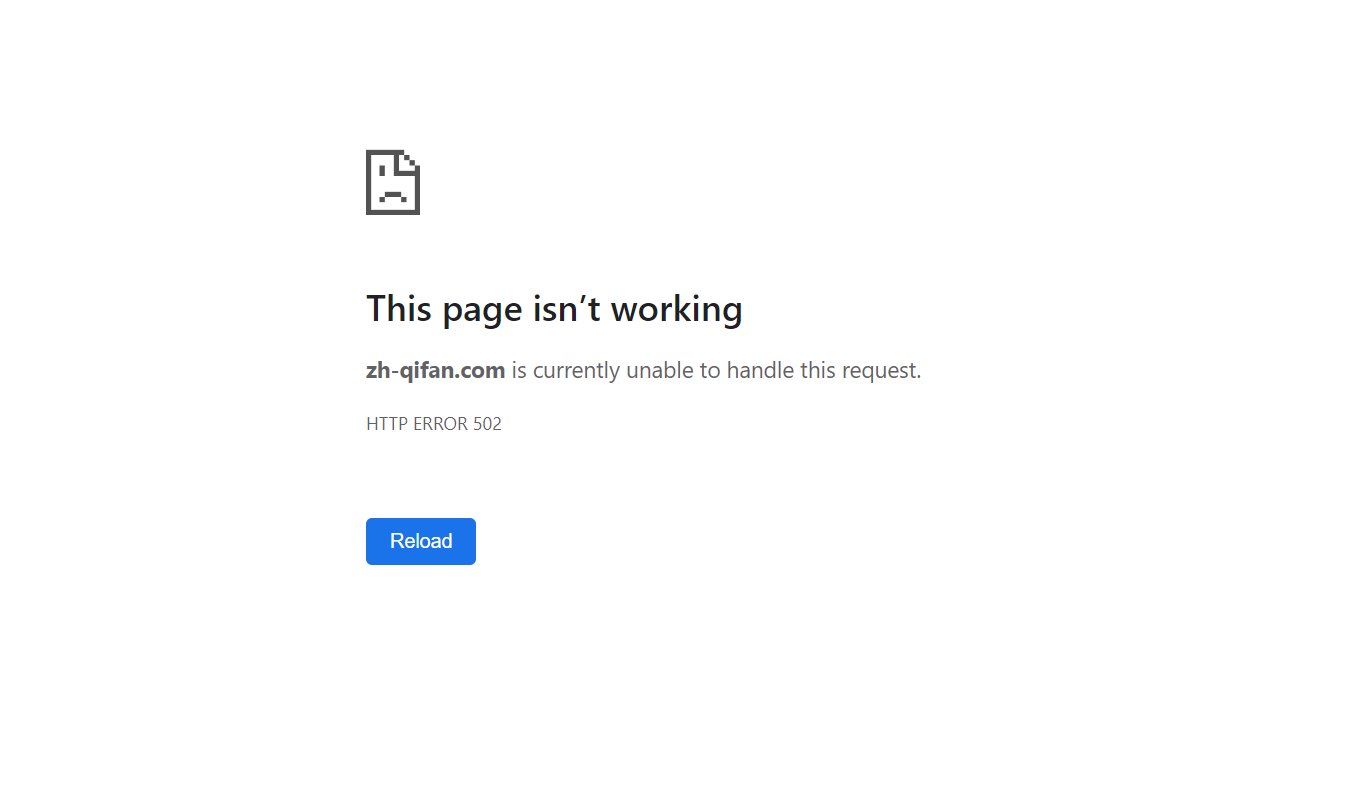 This page isn’t working
zh-qifan.com is currently unable to handle this request.
HTTP ERROR 502
Reload